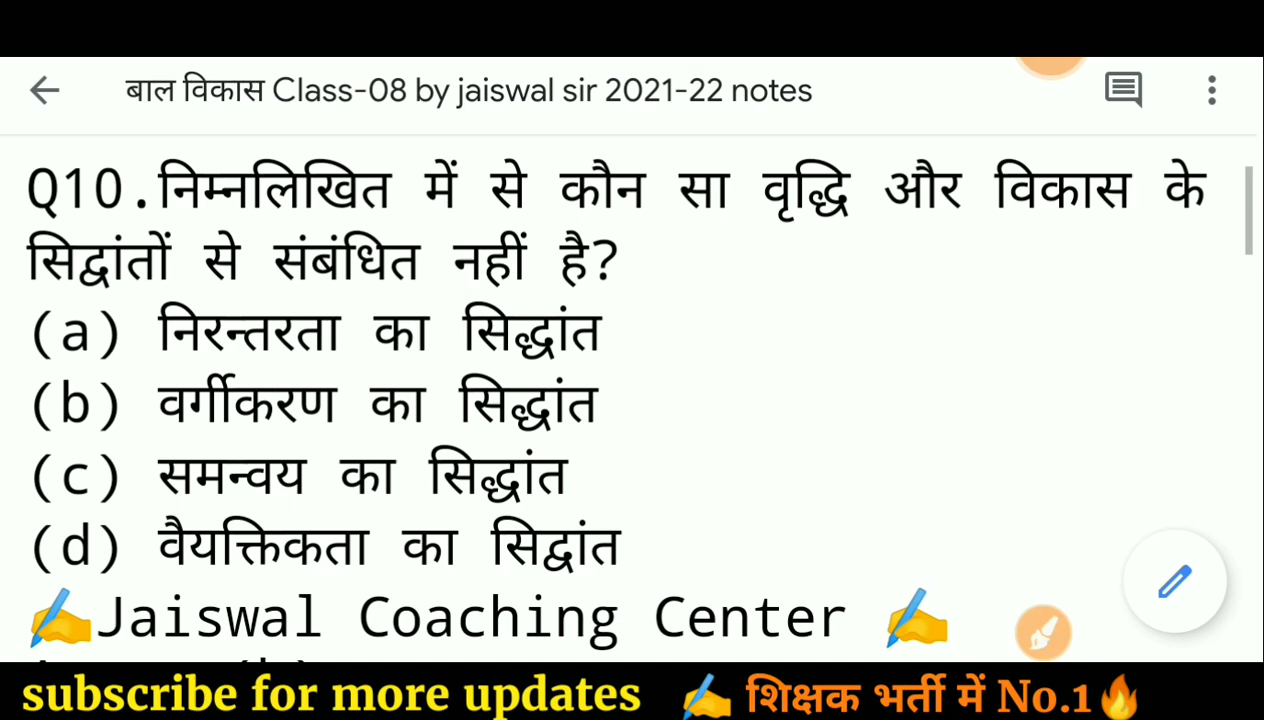 बाल विकास Class-08 by jaiswal sir 2021-22 notes
Q10.निम्नलिखित में से कौन सा वृद्धि और विकास के
सिद्वांतों से संबंधित नहीं है?
(a) निरन्तरता का सिद्धांत
(b) वर्गीकरण का सिद्धांत
(c) समन्वय का सिद्धांत
(d) वैयक्तिकता का सिद्वांत
✍Jaiswal Coaching Center ✍
subscribe for more updates ✍ शिक्षक भर्ती में No.1🔥